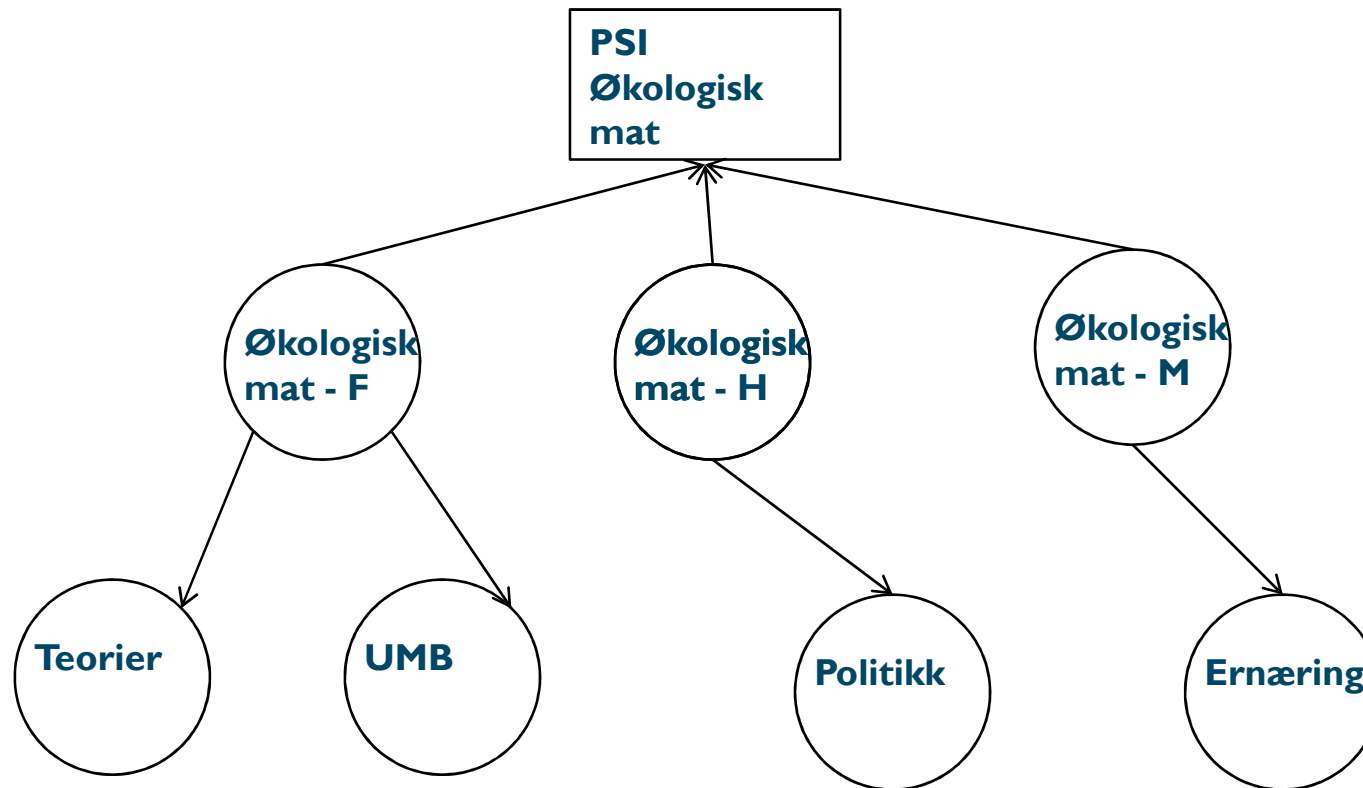 PSI
Økologisk
mat
Økologisk
mat - F
Økologisk
mat - H
Økologisk
mat - M
Teorier
UMB
Politikk
Ernæring